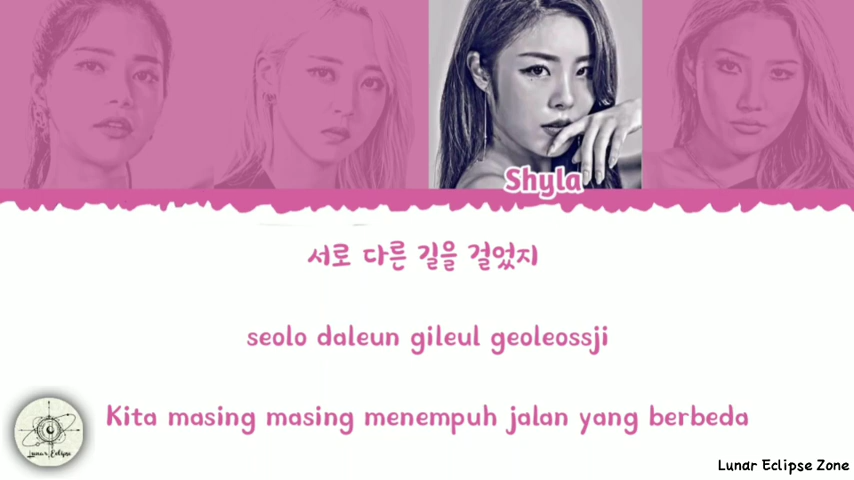 Shyla
서로 다른 길을 걸었지
seolo daleun gileul geoleossji
Kita masing masing menempuh jalan yang berbeda
Lunar Eclipse
Lunar Eclipse Zone